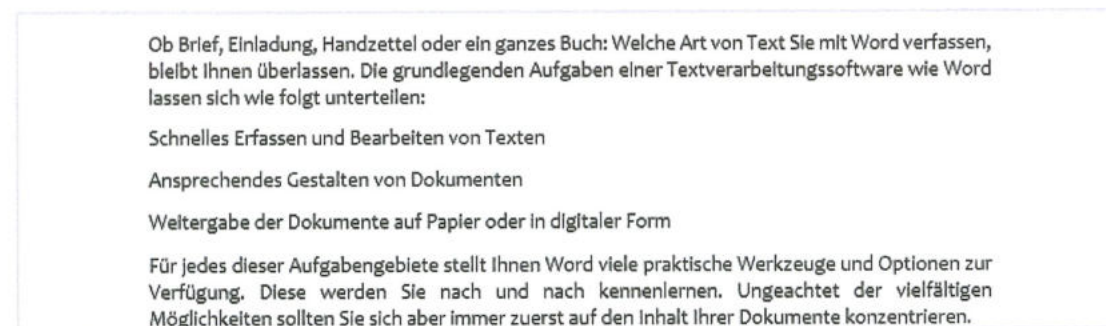 Ob Brief, Einladung, Handzettel oder ein ganzes Buch: Welche Art von Text Sie mit Word verfassen,
bleibt Ihnen überlassen. Die grundlegenden Aufgaben einer Textverarbeitungssoftware wie Word
lassen sich wie folgt unterteilen:
Schnelles Erfassen und Bearbeiten von Texten
Ansprechendes Gestalten von Dokumenten
Weitergabe der Dokumente auf Papier oder in digitaler Form
Für jedes dieser Aufgabengebiete stellt Ihnen Word viele praktische Werkzeuge und Optionen zur
Verfügung. Diese werden Sie nach und nach kennenlernen. Ungeachtet der vielfältigen
Möglichkeiten sollten Sie sich aber immer zuerst auf den Inhalt Ihrer Dokumente konzentrieren.